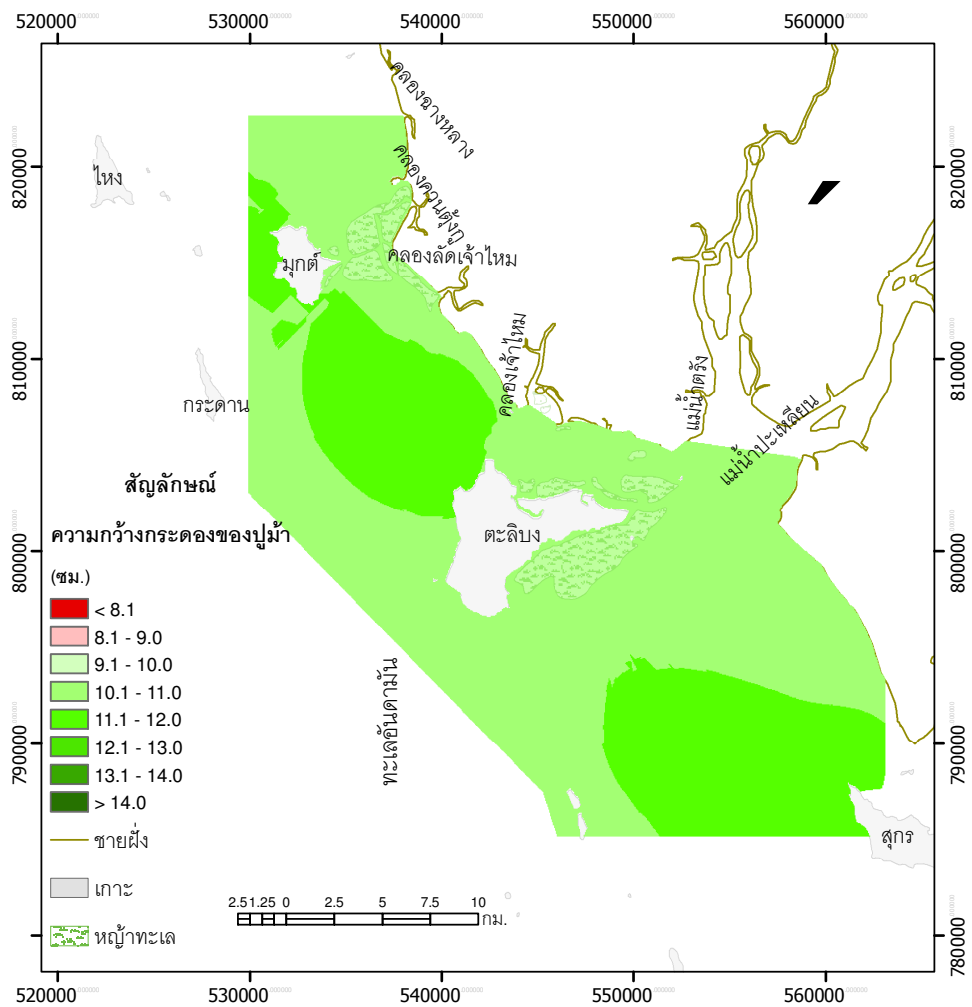 520000 530000 540000 550000 560000
820000 820000
810000 810000
800000 800000
790000 790000
780000 780000
คลองฉางหลาง
คลองควนตุ้งกู
ไหง
มุกต์
คลองลัดเจ้าไหม
คลองเจ้าไหม
แม่น้ำตรัง
แม่น้ำปะเหลียน
กระดาน
ตะลิบง
ทะเลอันดามัน
สุกร
สัญลักษณ์
ความกว้างกระดองของปูม้า
(ซม.)
< 8.1
8.1 - 9.0
9.1 - 10.0
10.1 - 11.0
11.1 - 12.0
12.1 - 13.0
13.1 - 14.0
> 14.0
ชายฝั่ง
เกาะ
หญ้าทะเล
2.5 1.25 0 2.5 5 7.5 10
กม.
520000 530000 540000 550000 560000